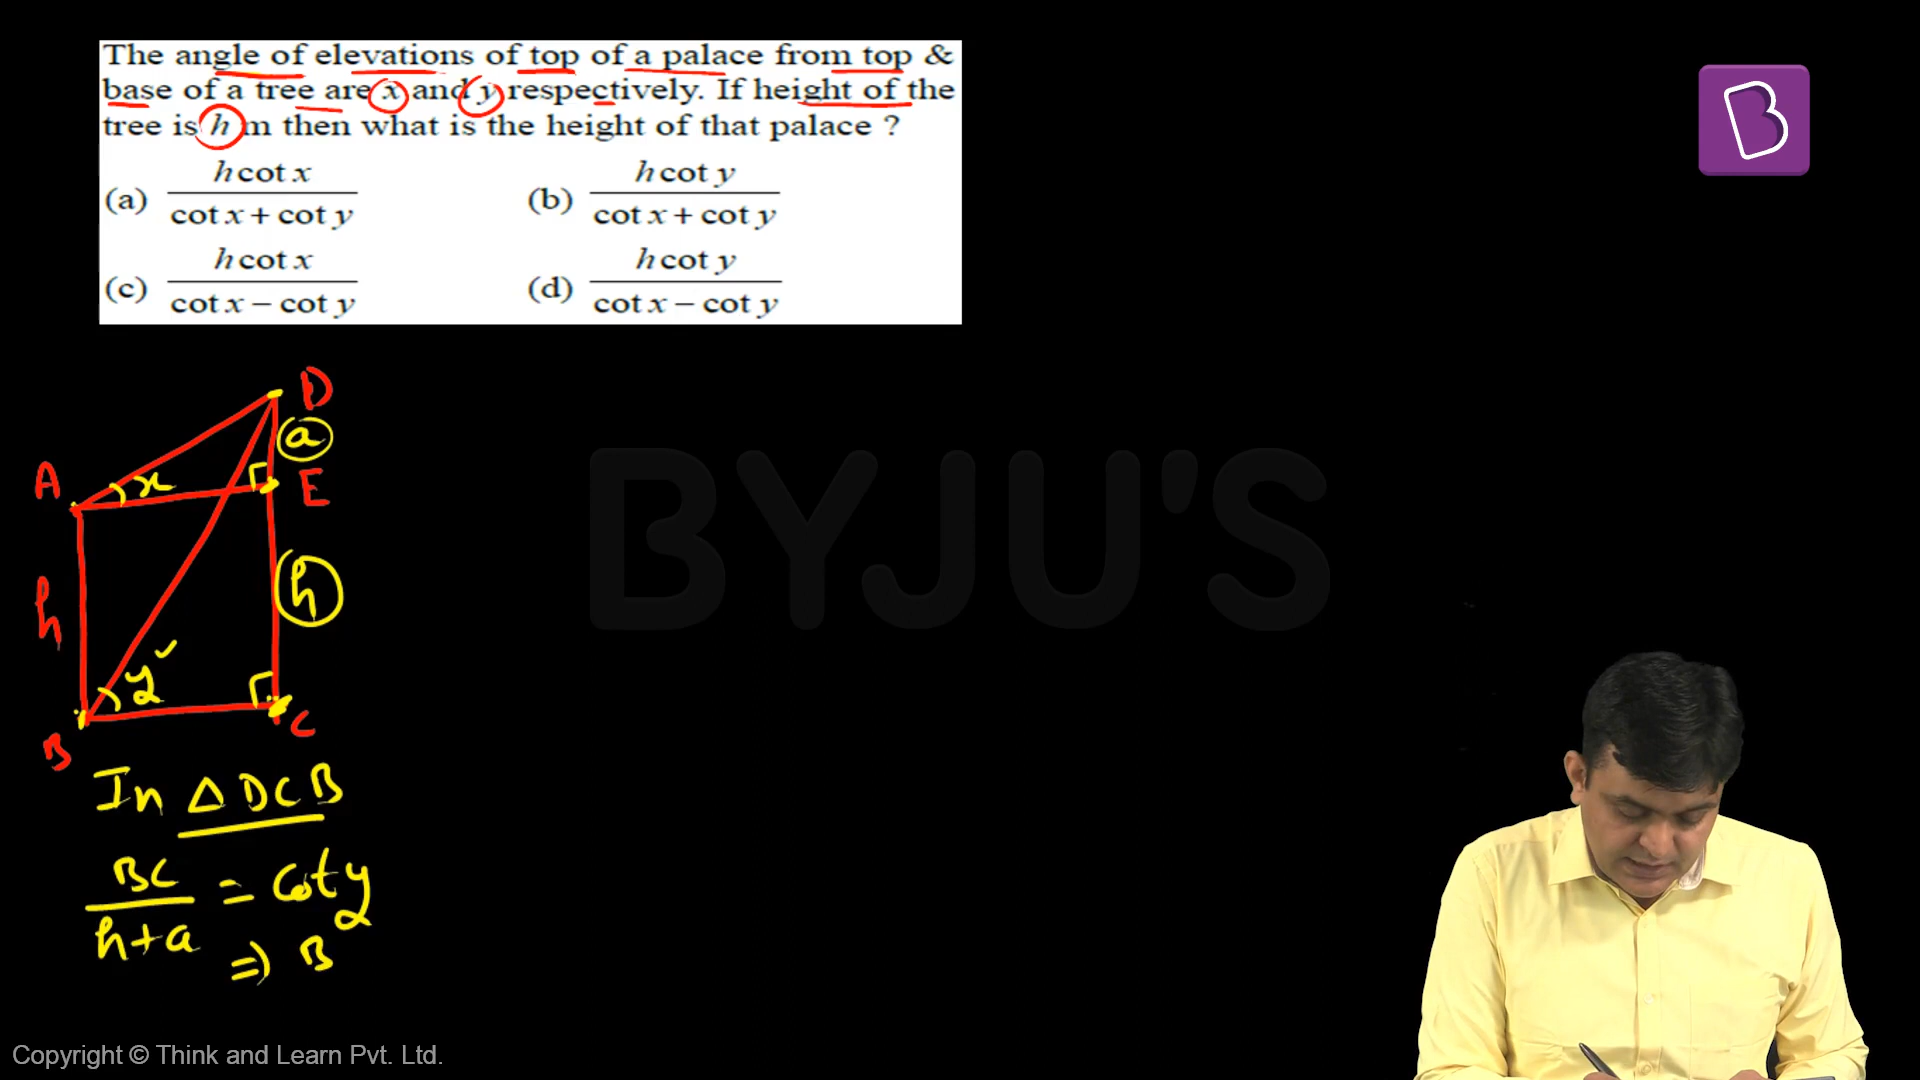 The angle of elevations of top of a palace from top &
base of a tree are x and y respectively. If height of the
tree is h m then what is the height of that palace ?
(a) h cot x / cot x + cot y (b) h cot y / cot x + cot y
(c) h cot x / cot x − cot y (d) h cot y / cot x − cot y
B
D
a
A x E
h h
y
B C
In △ DCB
BC / h+a = cot y
⇒ B
BYJU'S
Copyright © Think and Learn Pvt. Ltd.